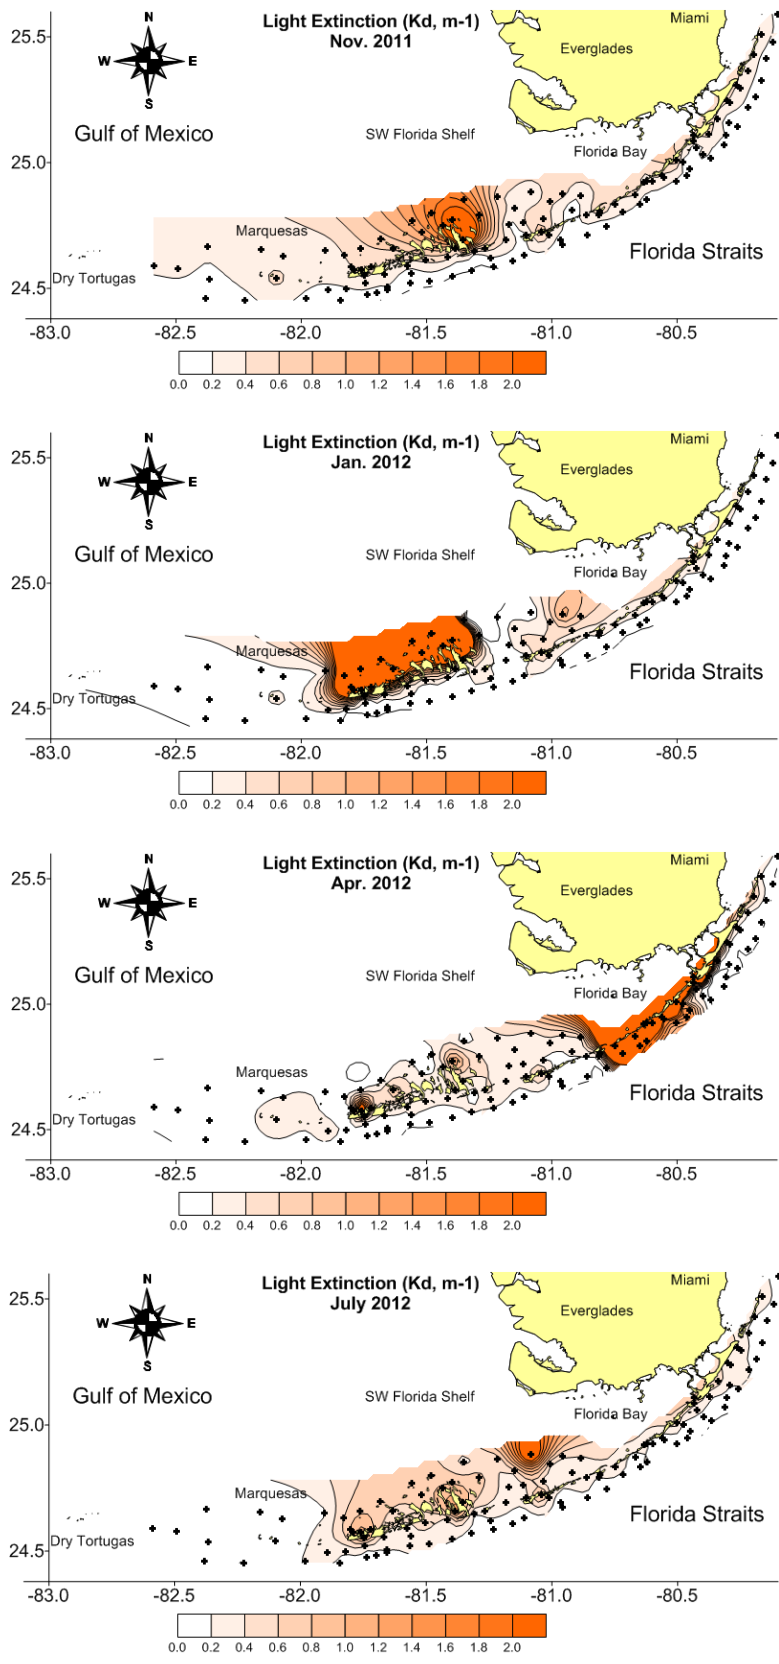 Light Extinction (Kd, m-1)
Nov. 2011
Miami
Everglades
25.5
N
W E
S
Gulf of Mexico
SW Florida Shelf
Florida Bay
25.0
Marquesas
Florida Straits
Dry Tortugas
24.5
-83.0 -82.5 -82.0 -81.5 -81.0 -80.5
0.0 0.2 0.4 0.6 0.8 1.0 1.2 1.4 1.6 1.8 2.0
Light Extinction (Kd, m-1)
Jan. 2012
Miami
Everglades
25.5
N
W E
S
Gulf of Mexico
SW Florida Shelf
Florida Bay
25.0
Marquesas
Florida Straits
Dry Tortugas
24.5
-83.0 -82.5 -82.0 -81.5 -81.0 -80.5
0.0 0.2 0.4 0.6 0.8 1.0 1.2 1.4 1.6 1.8 2.0
Light Extinction (Kd, m-1)
Apr. 2012
Miami
Everglades
25.5
N
W E
S
Gulf of Mexico
SW Florida Shelf
Florida Bay
25.0
Marquesas
Florida Straits
Dry Tortugas
24.5
-83.0 -82.5 -82.0 -81.5 -81.0 -80.5
0.0 0.2 0.4 0.6 0.8 1.0 1.2 1.4 1.6 1.8 2.0
Light Extinction (Kd, m-1)
July 2012
Miami
Everglades
25.5
N
W E
S
Gulf of Mexico
SW Florida Shelf
Florida Bay
25.0
Marquesas
Florida Straits
Dry Tortugas
24.5
-83.0 -82.5 -82.0 -81.5 -81.0 -80.5
0.0 0.2 0.4 0.6 0.8 1.0 1.2 1.4 1.6 1.8 2.0